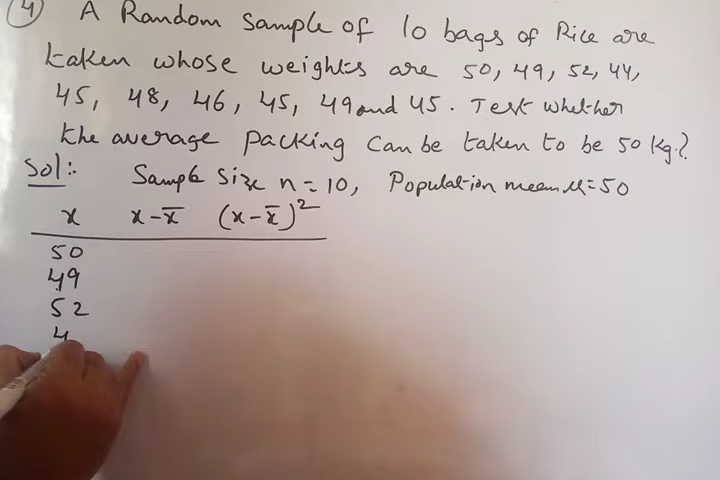 4 A Random Sample of 10 bags of Rice are
taken whose weights are 50, 49, 52, 44,
45, 48, 46, 45, 49 and 45. Test whether
the average packing can be taken to be 50 kg.?
Sol:. Sample Size n=10, Population mean μ=50
x x-x̄ (x-x̄)²
50
49
52
4